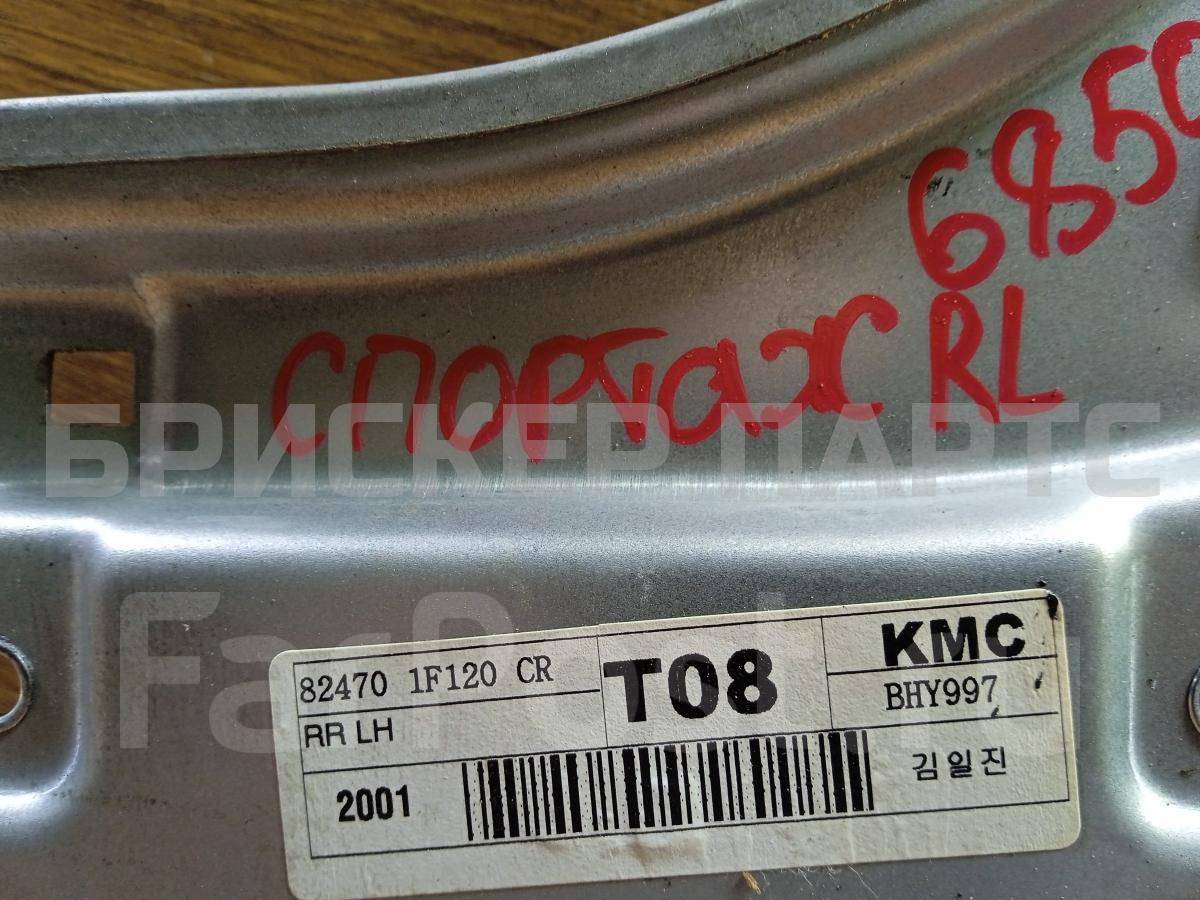 6850
СПОРТАЖ RL
БРИСКЕР ПАРТС
82470 1F120 CR
RR LH
T08
KMC
BHY997
2001
김일진